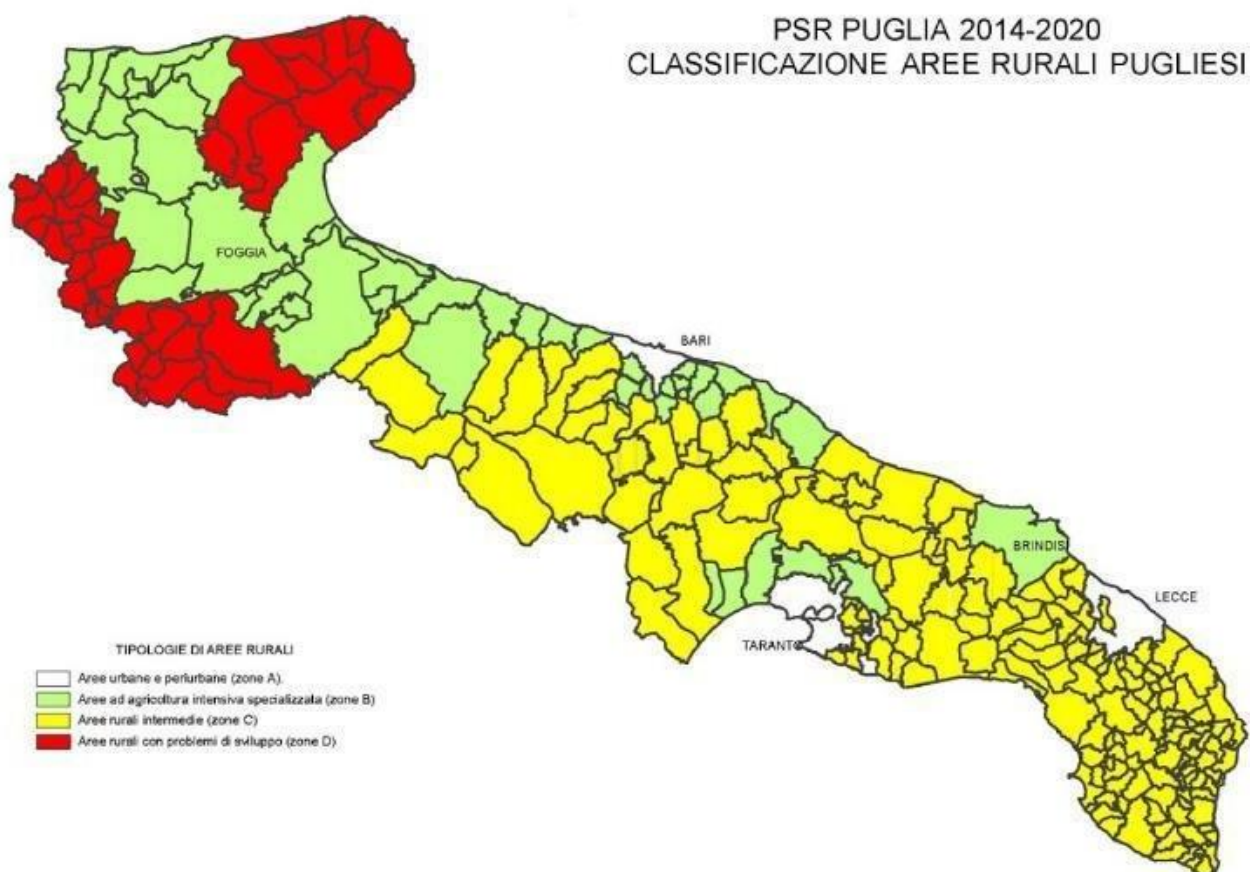 PSR PUGLIA 2014-2020
CLASSIFICAZIONE AREE RURALI PUGLIESI
FOGGIA
BARI
BRINDISI
LECCE
TARANTO
TIPOLOGIE DI AREE RURALI
Aree urbane e periurbane (zone A).
Aree ad agricoltura intensiva specializzata (zone B)
Aree rurali intermedie (zone C)
Aree rurali con problemi di sviluppo (zone D)